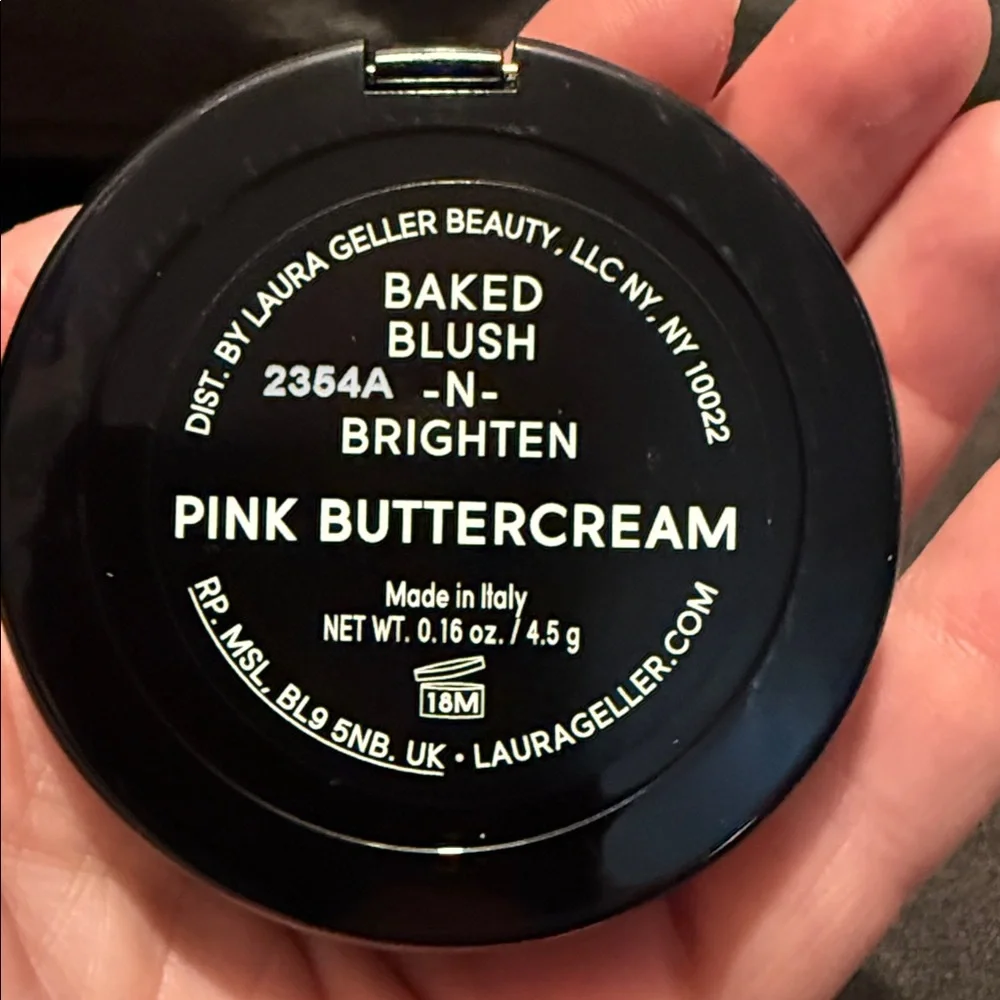 DIST. BY LAURA GELLER BEAUTY, LLC NY, NY 10022
BAKED
BLUSH
2354A -N-
BRIGHTEN
PINK BUTTERCREAM
Made in Italy
NET WT. 0.16 oz. / 4.5 g
18M
RP. MSL, BL9 5NB. UK • LAURAGELLER.COM